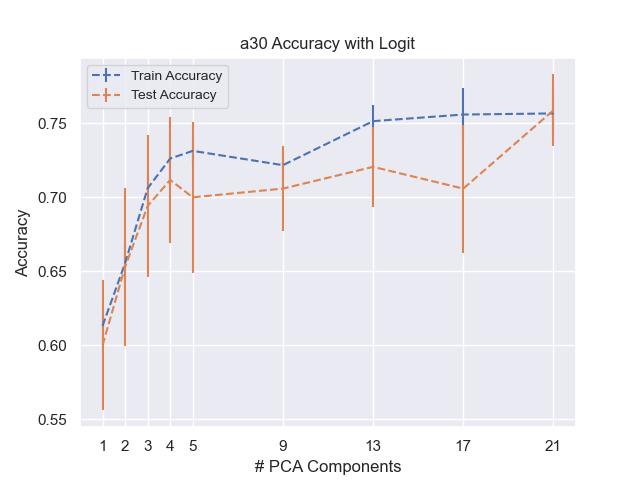 a30 Accuracy with Logit
Train Accuracy
Test Accuracy
Accuracy
0.75
0.70
0.65
0.60
0.55
1 2 3 4 5 9 13 17 21
# PCA Components